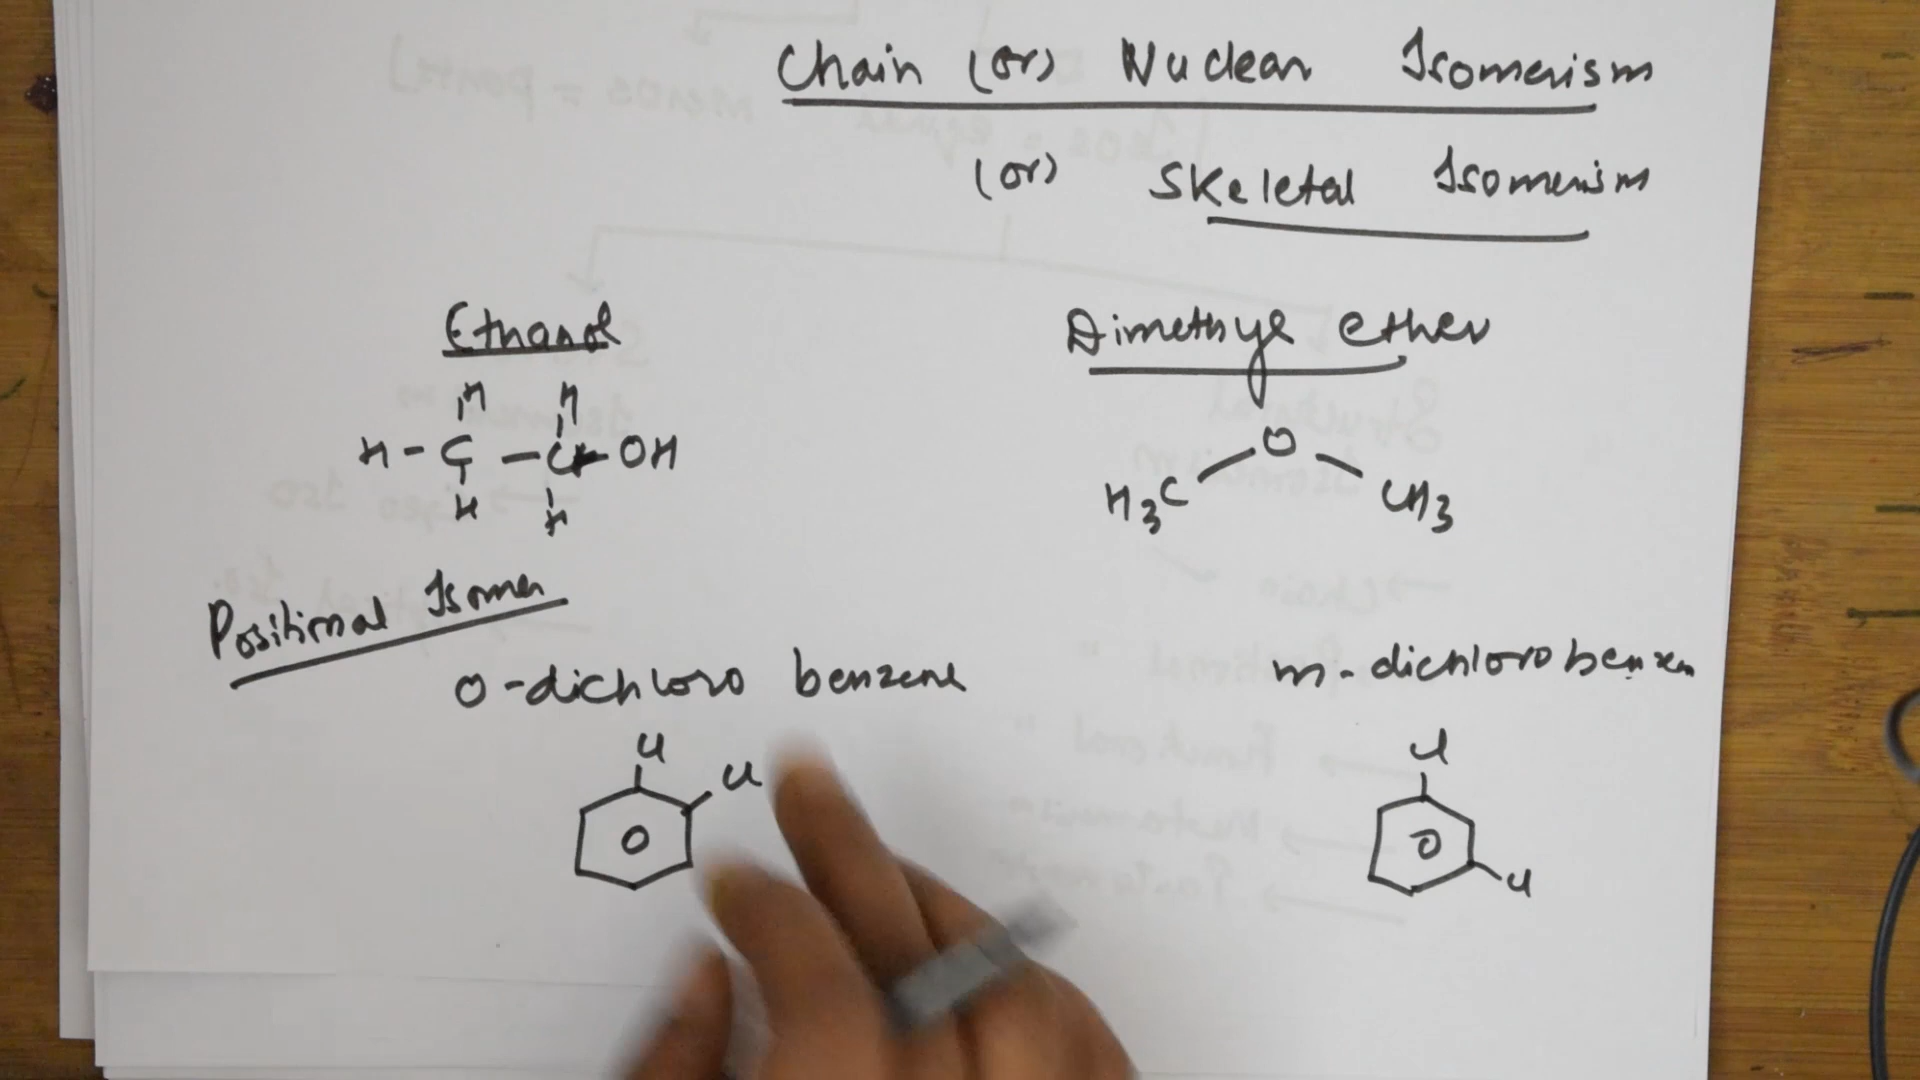 Chain (or) Nuclear Isomerism
(or) Skeletal Isomerism
Ethanol
Dimethyl ether
H H
H - C - C - OH
H H
O
H3C CH3
Positional Isomer
o-dichloro benzene
m-dichlorobenzen
Cl
Cl
Cl
Cl